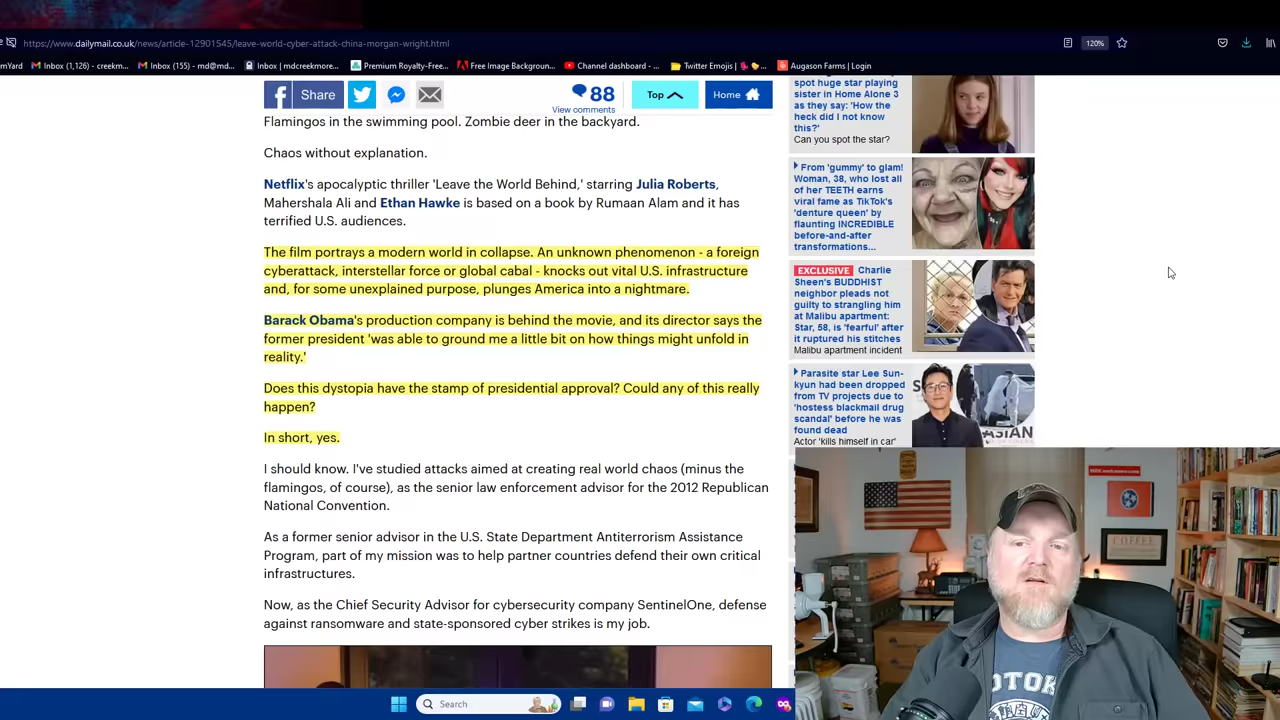 https://www.dailymail.co.uk/news/article-12901545/leave-world-cyber-attack-china-morgan-wright.html
120%
mYard
Inbox (1,126) - creekm...
Inbox (155) - md@md...
Inbox | mdcreekmore...
Premium Royalty-Free...
Free Image Backgroun...
Channel dashboard - ...
Twitter Emojis |
Augason Farms | Login
Share
88
View comments
Top
Home
Flamingos in the swimming pool. Zombie deer in the backyard.
Chaos without explanation.
Netflix's apocalyptic thriller 'Leave the World Behind,' starring Julia Roberts,
Mahershala Ali and Ethan Hawke is based on a book by Rumaan Alam and it has
terrified U.S. audiences.
The film portrays a modern world in collapse. An unknown phenomenon - a foreign
cyberattack, interstellar force or global cabal - knocks out vital U.S. infrastructure
and, for some unexplained purpose, plunges America into a nightmare.
Barack Obama's production company is behind the movie, and its director says the
former president 'was able to ground me a little bit on how things might unfold in
reality.'
Does this dystopia have the stamp of presidential approval? Could any of this really
happen?
In short, yes.
I should know. I've studied attacks aimed at creating real world chaos (minus the
flamingos, of course), as the senior law enforcement advisor for the 2012 Republican
National Convention.
As a former senior advisor in the U.S. State Department Antiterrorism Assistance
Program, part of my mission was to help partner countries defend their own critical
infrastructures.
Now, as the Chief Security Advisor for cybersecurity company SentinelOne, defense
against ransomware and state-sponsored cyber strikes is my job.
spot huge star playing
sister in Home Alone 3
as they say: 'How the
heck did I not know
this?'
Can you spot the star?
From 'gummy' to glam!
Woman, 38, who lost all
of her TEETH earns
viral fame as TikTok's
'denture queen' by
flaunting INCREDIBLE
before-and-after
transformations...
EXCLUSIVE Charlie
Sheen's BUDDHIST
neighbor pleads not
guilty to strangling him
at Malibu apartment:
Star, 58, is 'fearful' after
it ruptured his stitches
Malibu apartment incident
Parasite star Lee Sun-
kyun had been dropped
from TV projects due to
'hostess blackmail drug
scandal' before he was
found dead
Actor 'kills himself in car'
ASIAN
COFFEE
Search